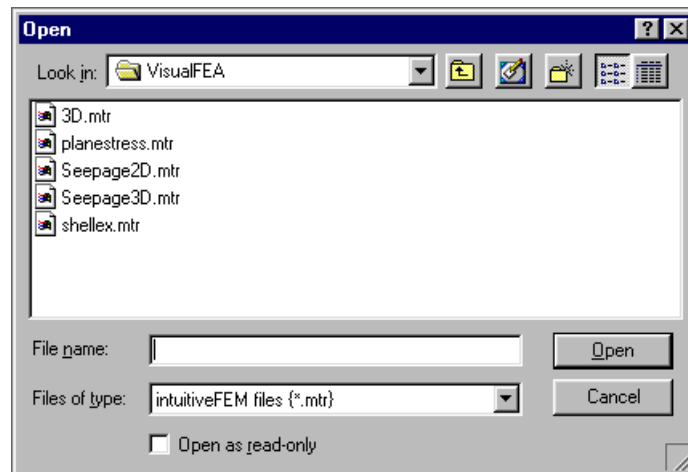 Open
Look in: VisualFEA
3D.mtr
planestress.mtr
Seepage2D.mtr
Seepage3D.mtr
shellex.mtr
File name: Open
Files of type: intuitiveFEM files {*.mtr} Cancel
Open as read-only